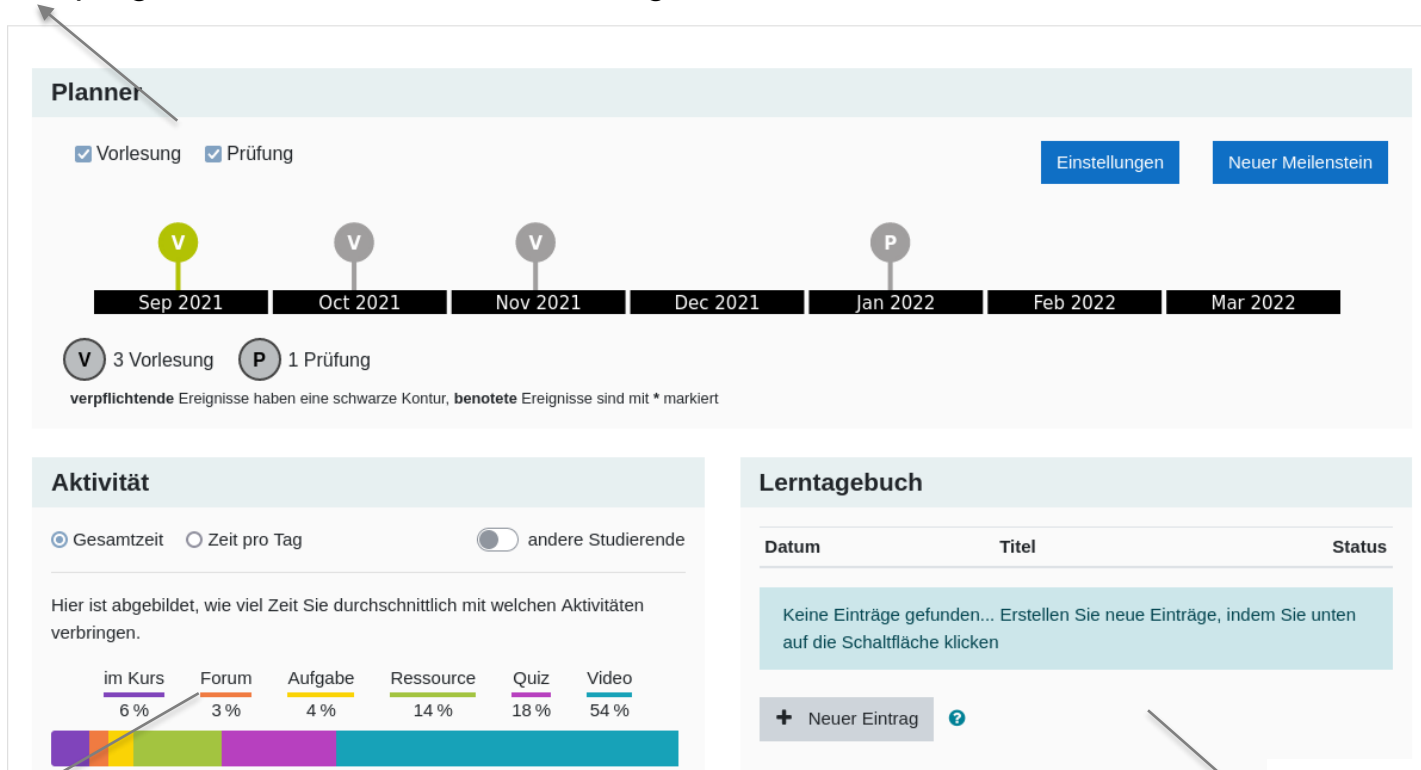 Planner
Vorlesung Prüfung
Einstellungen Neuer Meilenstein
V V V P
Sep 2021 Oct 2021 Nov 2021 Dec 2021 Jan 2022 Feb 2022 Mar 2022
V 3 Vorlesung P 1 Prüfung
verpflichtende Ereignisse haben eine schwarze Kontur, benotete Ereignisse sind mit * markiert
Aktivität
Gesamtzeit Zeit pro Tag andere Studierende
Hier ist abgebildet, wie viel Zeit Sie durchschnittlich mit welchen Aktivitäten
verbringen.
im Kurs Forum Aufgabe Ressource Quiz Video
6 % 3 % 4 % 14 % 18 % 54 %
Lerntagebuch
Datum Titel Status
Keine Einträge gefunden... Erstellen Sie neue Einträge, indem Sie unten
auf die Schaltfläche klicken
+ Neuer Eintrag ?